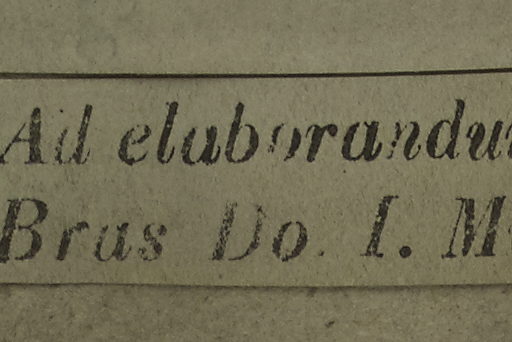 Ad elaborandu
Bras Do. I. M